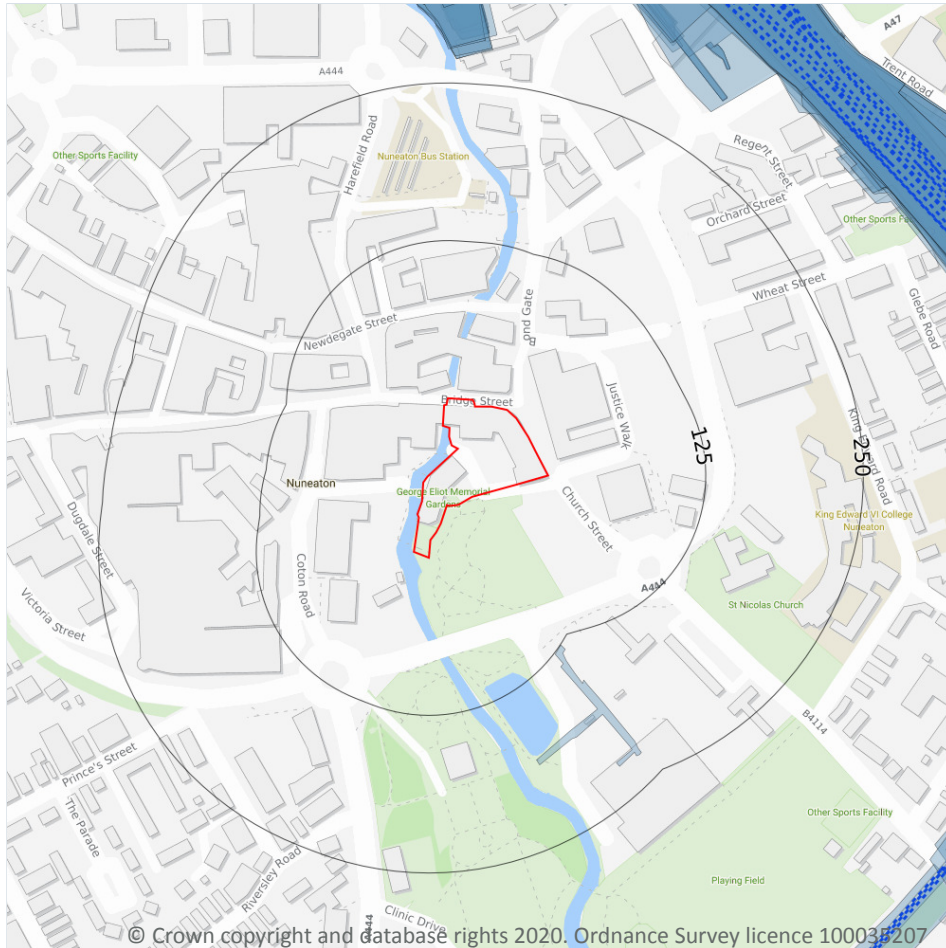 A47
Trent Road
A444
Harefield Road
Other Sports Facility
Nuneaton Bus Station
Regent Street
Orchard Street
Other Sports Fa
Wheat Street
Glebe Road
Newdegate Street
ond Gate
B
Bridge Street
Justice Walk
125
250
King Edward Road
Nuneaton
George Eliot Memorial
Gardens
Church Street
King Edward VI College
Nuneaton
Dugdale Street
Coton Road
A444
St Nicolas Church
Victoria Street
B4114
Prince's Street
The Parade
Other Sports Facility
Riversley Road
Playing Field
Clinic Drive
A444
© Crown copyright and database rights 2020. Ordnance Survey licence 100035207